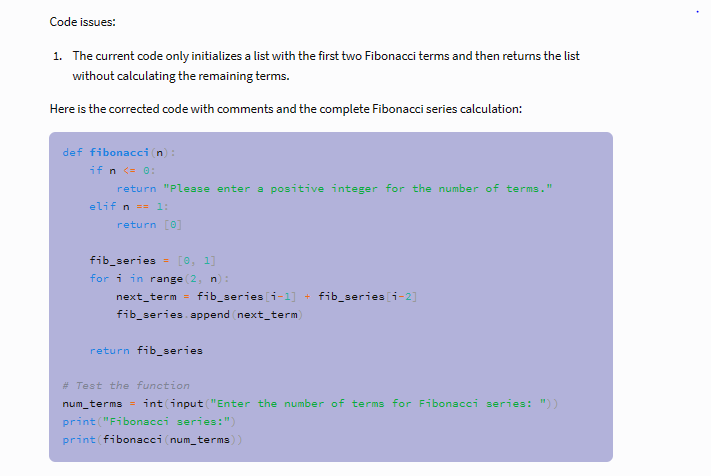 Code issues:
1. The current code only initializes a list with the first two Fibonacci terms and then returns the list
without calculating the remaining terms.
Here is the corrected code with comments and the complete Fibonacci series calculation:
def fibonacci(n):
    if n <= 0:
        return "Please enter a positive integer for the number of terms."
    elif n == 1:
        return [0]
    fib_series = [0, 1]
    for i in range(2, n):
        next_term = fib_series[i-1] + fib_series[i-2]
        fib_series.append(next_term)
    return fib_series
# Test the function
num_terms = int(input("Enter the number of terms for Fibonacci series: "))
print("Fibonacci series:")
print(fibonacci(num_terms))